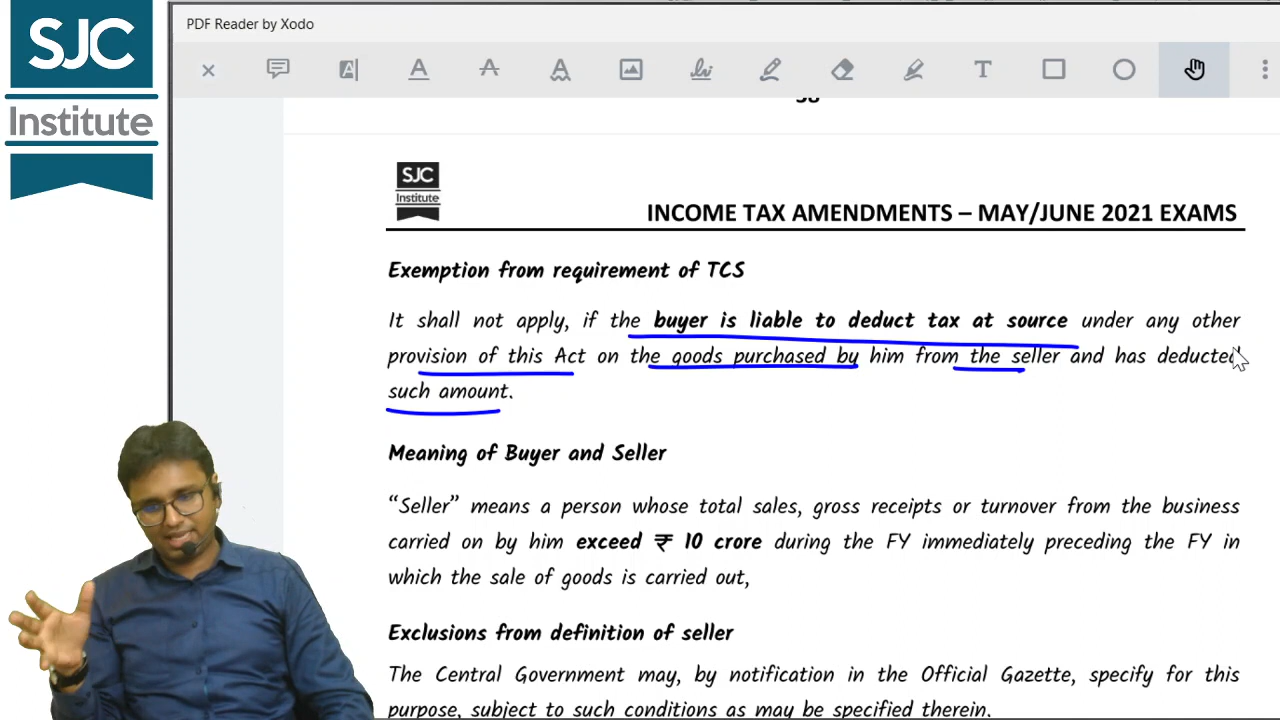 SJC
Institute
PDF Reader by Xodo
SJC
Institute
INCOME TAX AMENDMENTS – MAY/JUNE 2021 EXAMS
Exemption from requirement of TCS
It shall not apply, if the buyer is liable to deduct tax at source under any other
provision of this Act on the goods purchased by him from the seller and has deducted
such amount.
Meaning of Buyer and Seller
“Seller” means a person whose total sales, gross receipts or turnover from the business
carried on by him exceed ₹ 10 crore during the FY immediately preceding the FY in
which the sale of goods is carried out,
Exclusions from definition of seller
The Central Government may, by notification in the Official Gazette, specify for this
purpose, subject to such conditions as may be specified therein.